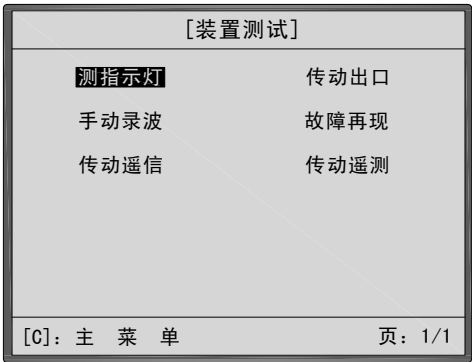 [装置测试]
测指示灯 传动出口
手动录波 故障再现
传动遥信 传动遥测
[C]: 主 菜 单 页: 1/1